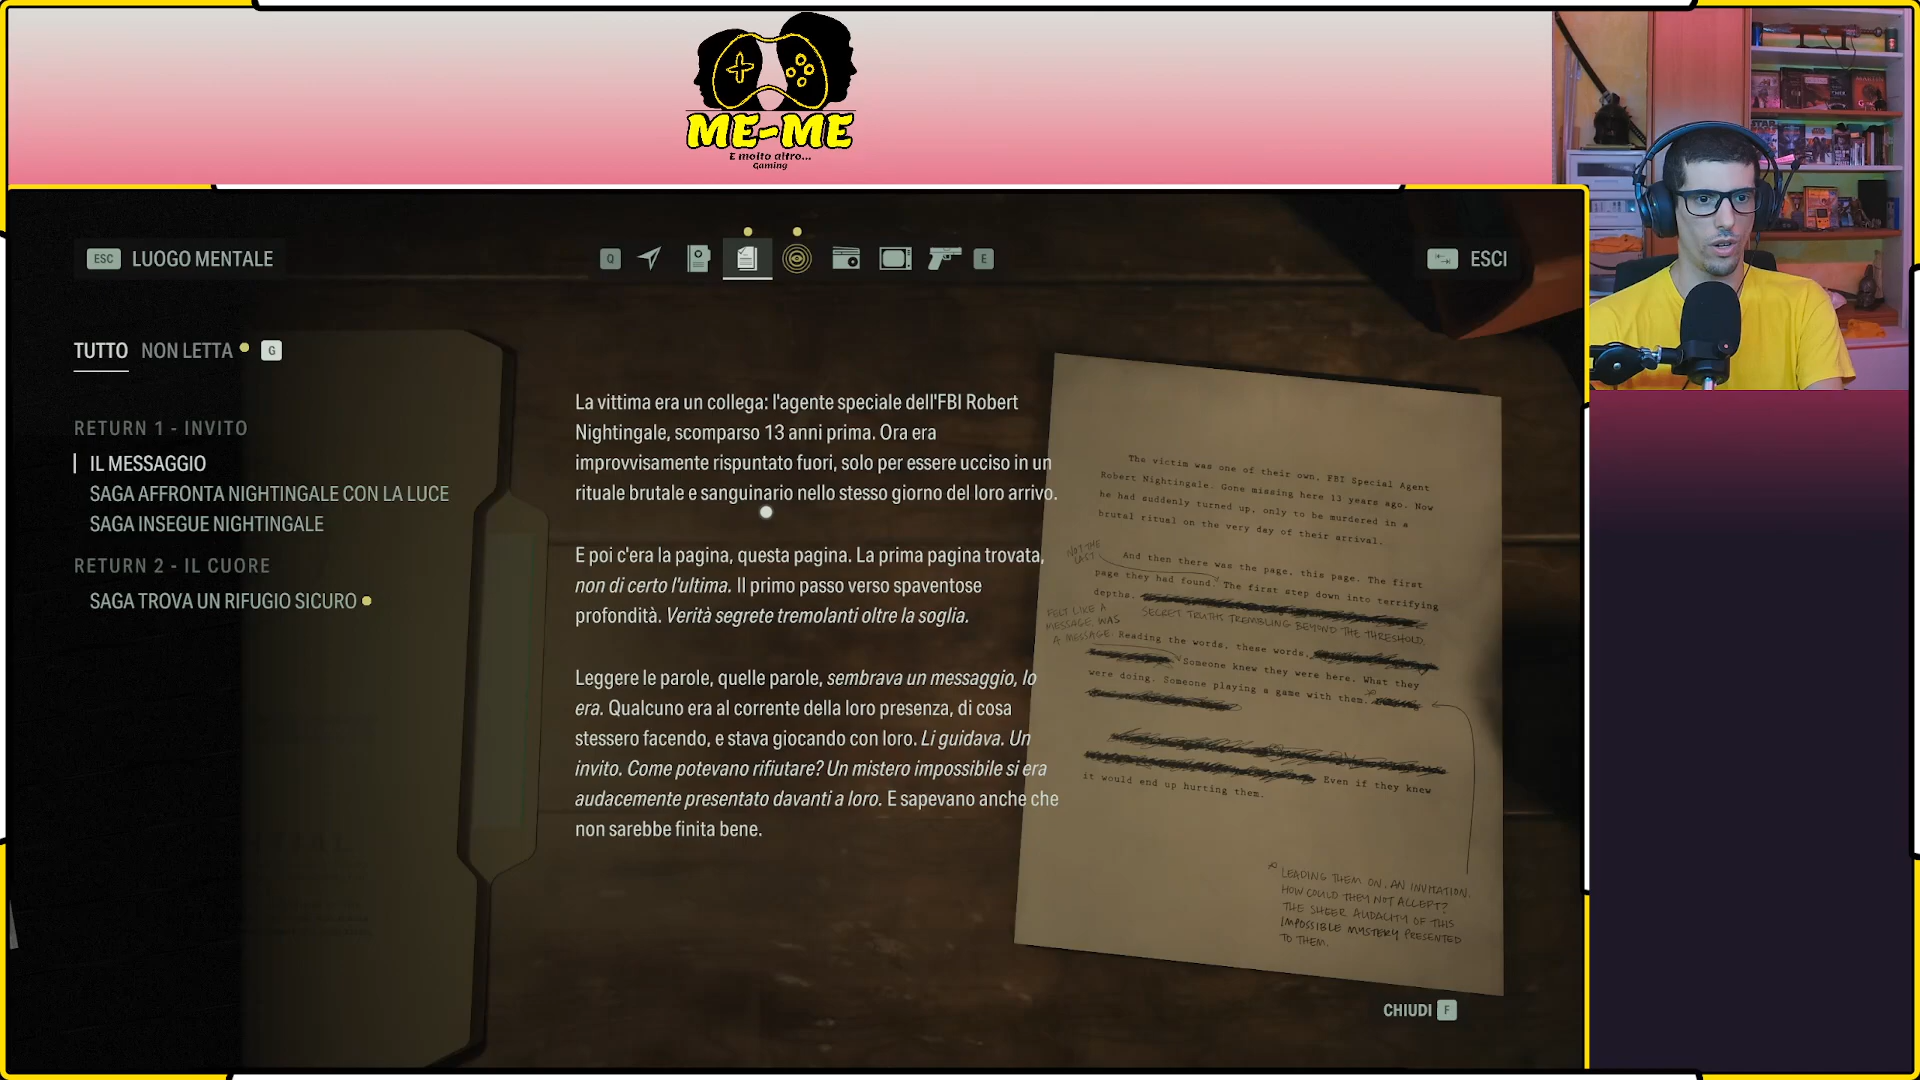 ME-ME
E molto altro...
Gaming
ESC LUOGO MENTALE
Q
E
ESCI
TUTTO NON LETTA G
RETURN 1 - INVITO
IL MESSAGGIO
SAGA AFFRONTA NIGHTINGALE CON LA LUCE
SAGA INSEGUE NIGHTINGALE
RETURN 2 - IL CUORE
SAGA TROVA UN RIFUGIO SICURO
La vittima era un collega: l'agente speciale dell'FBI Robert
Nightingale, scomparso 13 anni prima. Ora era
improvvisamente rispuntato fuori, solo per essere ucciso in un
rituale brutale e sanguinario nello stesso giorno del loro arrivo.
E poi c'era la pagina, questa pagina. La prima pagina trovata,
non di certo l'ultima. Il primo passo verso spaventose
profondità. Verità segrete tremolanti oltre la soglia.
Leggere le parole, quelle parole, sembrava un messaggio, lo
era. Qualcuno era al corrente della loro presenza, di cosa
stessero facendo, e stava giocando con loro. Li guidava. Un
invito. Come potevano rifiutare? Un mistero impossibile si era
audacemente presentato davanti a loro. E sapevano anche che
non sarebbe finita bene.
The victim was one of their own, FBI Special Agent
Robert Nightingale. Gone missing here 13 years ago. Now
he had suddenly turned up, only to be murdered in a
brutal ritual on the very day of their arrival.
NOT THE
LAST
And then there was the page, this page. The first
page they had found. The first step down into terrifying
depths.
SECRET TRUTHS TREMBLING BEYOND THE THRESHOLD.
FELT LIKE A
MESSAGE, WAS
A MESSAGE.
Reading the words, these words,
Someone knew they were here. What they
were doing. Someone playing a game with them.
Even if they knew
it would end up hurting them.
LEADING THEM ON. AN INVITATION.
HOW COULD THEY NOT ACCEPT?
THE SHEER AUDACITY OF THIS
IMPOSSIBLE MYSTERY PRESENTED
TO THEM.
CHIUDI F